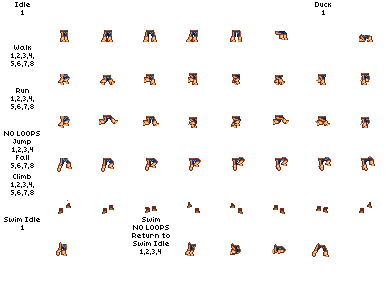 Idle
1
Duck
1
Walk
1,2,3,4,
5,6,7,8
Run
1,2,3,4,
5,6,7,8
NO LOOPS
Jump
1,2,3,4
Fall
5,6,7,8
Climb
1,2,3,4,
5,6,7,8
Swim Idle
1
Swim
NO LOOPS
Return to
Swim Idle
1,2,3,4